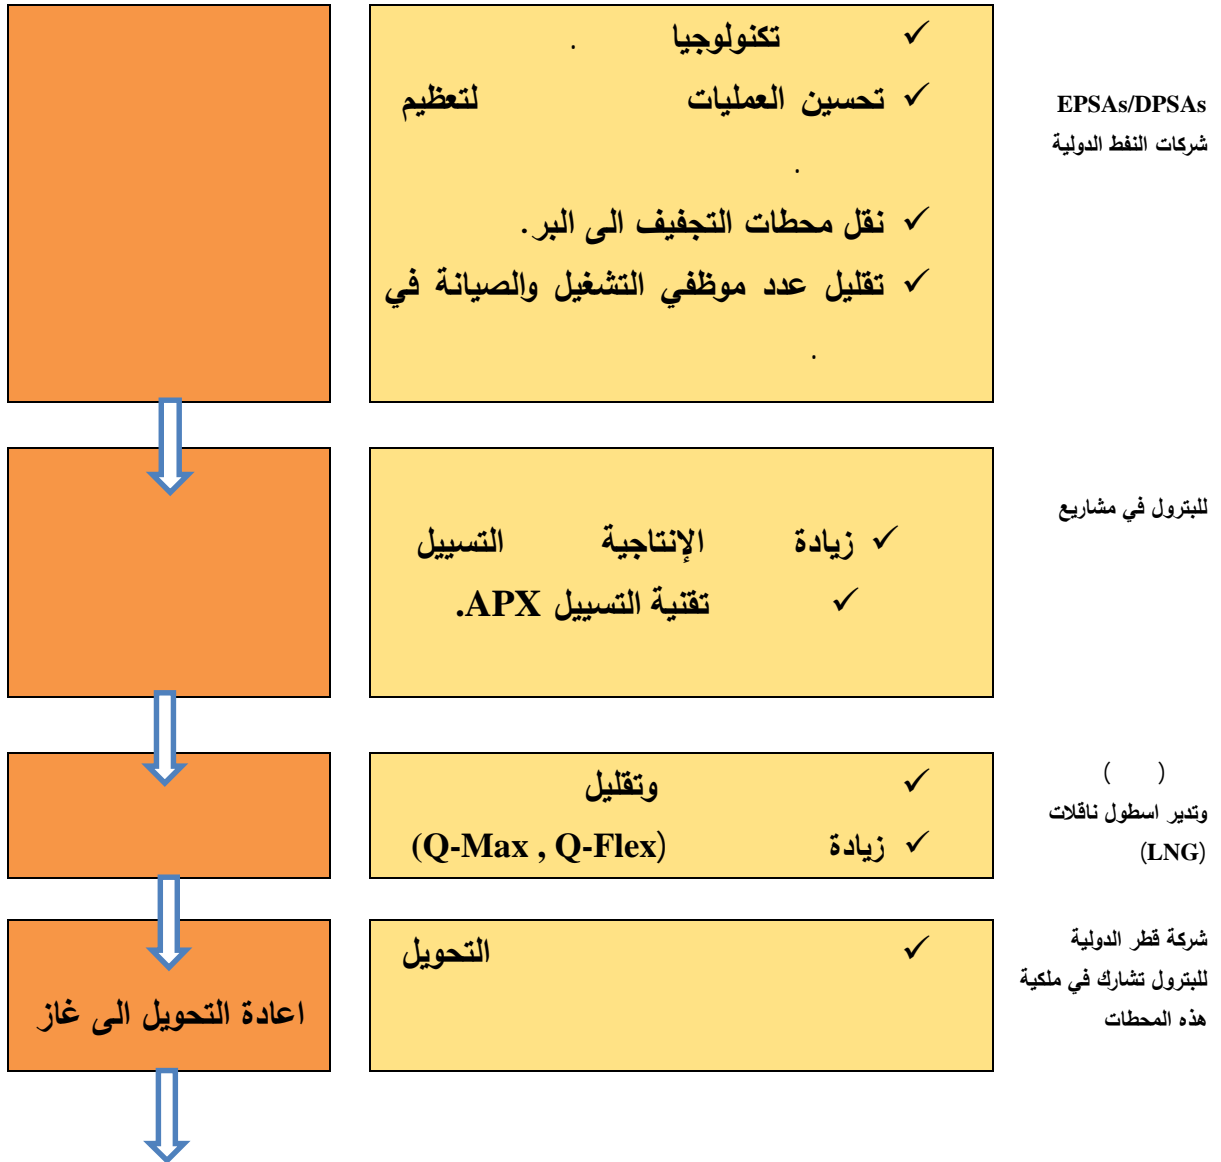 ✓ تكنولوجيا .
✓ تحسين العمليات لتعظيم
.
✓ نقل محطات التجفيف الى البر.
✓ تقليل عدد موظفي التشغيل والصيانة في
.
EPSAs/DPSAs
شركات النفط الدولية
✓ زيادة الإنتاجية التسييل
✓ تقنية التسييل APX.
للبترول في مشاريع
✓ وتقليل
✓ زيادة (Q-Max , Q-Flex)
( )
وتدير اسطول ناقلات
(LNG)
✓ التحويل
اعادة التحويل الى غاز
شركة قطر الدولية
للبترول تشارك في ملكية
هذه المحطات